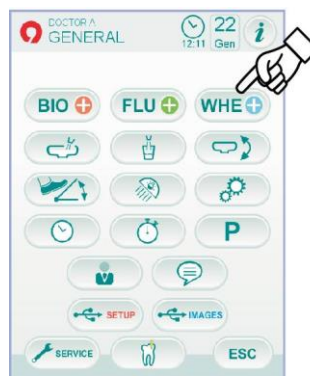 DOCTOR A
GENERAL
12:11
22
Gen
i
BIO
FLU
WHE
P
SETUP
IMAGES
SERVICE
ESC